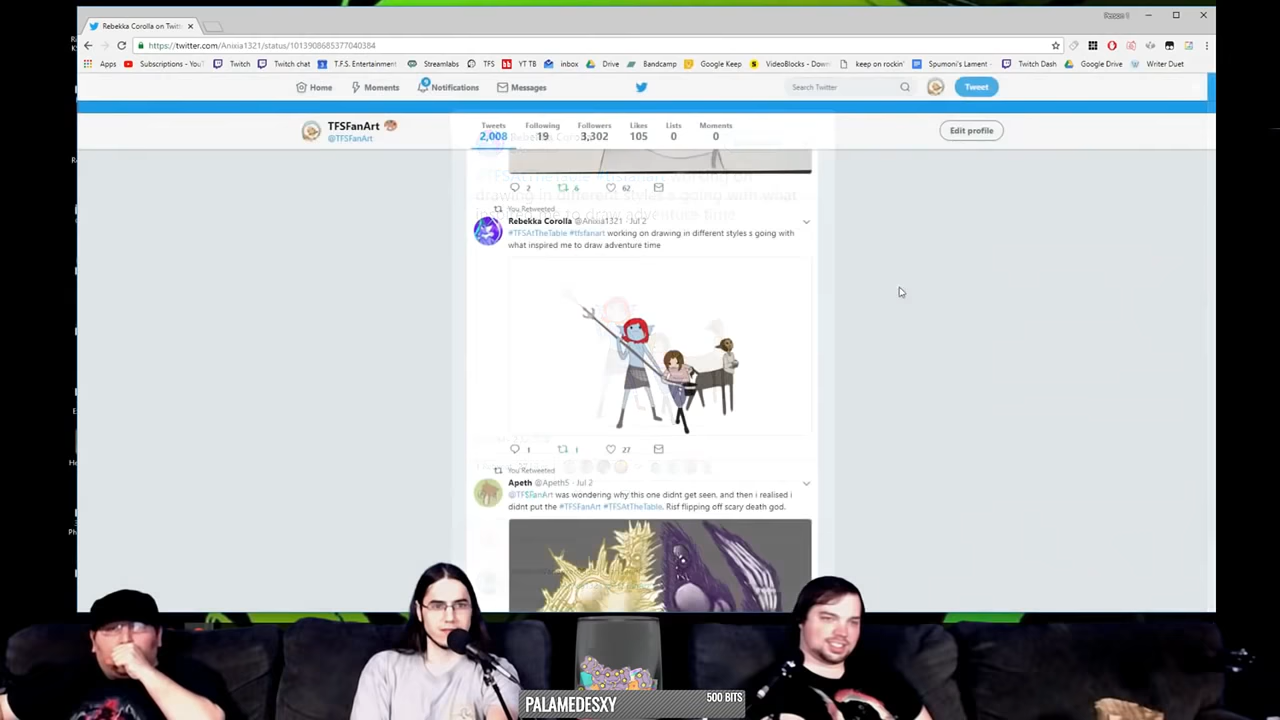 Rebekka Corolla on Twitt
Person 1
https://twitter.com/Anixia1321/status/1013908685377040384
Apps Subscriptions - YouT Twitch Twitch chat T.F.S. Entertainment Streamlabs TFS YT TB inbox Drive Bandcamp Google Keep VideoBlocks - Down keep on rockin' Spumoni's Lament Twitch Dash Google Drive Writer Duet
Home Moments Notifications Messages Search Twitter Tweet
TFSFanArt
@TFSFanArt
Tweets Following Followers Likes Lists Moments
2,008 19 3,302 105 0 0
Edit profile
2 6 62
You Retweeted
Rebekka Corolla @Anixia1321 · Jul 2
#TFSAtTheTable #tfsfanart working on drawing in different styles s going with
what inspired me to draw adventure time
1 1 27
You Retweeted
Apeth @Apeth5 · Jul 2
@TFSFanArt was wondering why this one didnt get seen, and then i realised i
didnt put the #TFSFanArt #TFSAtTheTable. Risf flipping off scary death god.
PALAMEDESXY 500 BITS